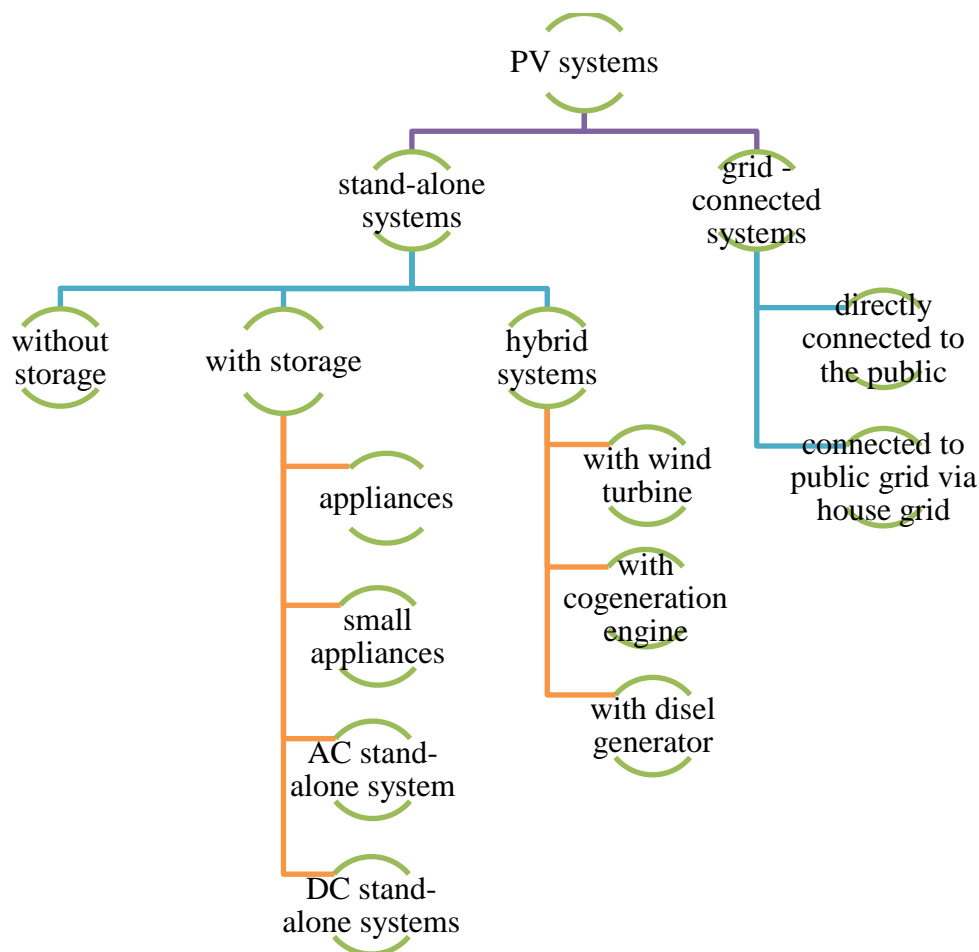 PV systems
stand-alone
systems
grid -
connected
systems
without
storage
with storage
hybrid
systems
directly
connected to
the public
connected to
public grid via
house grid
appliances
small
appliances
AC stand-
alone system
DC stand-
alone systems
with wind
turbine
with
cogeneration
engine
with disel
generator